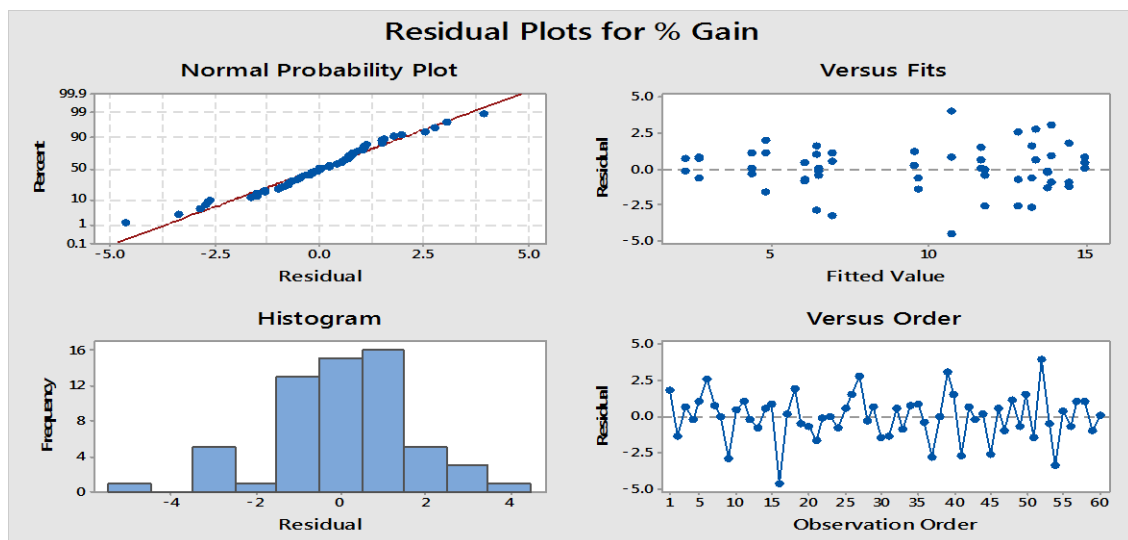 Residual Plots for % Gain
Normal Probability Plot
99.9
99
90
50
10
1
0.1
Percent
-5.0 -2.5 0.0 2.5 5.0
Residual
Versus Fits
5.0
2.5
0.0
-2.5
-5.0
Residual
5 10 15
Fitted Value
Histogram
16
12
8
4
0
Frequency
-4 -2 0 2 4
Residual
Versus Order
5.0
2.5
0.0
-2.5
-5.0
Residual
1 5 10 15 20 25 30 35 40 45 50 55 60
Observation Order